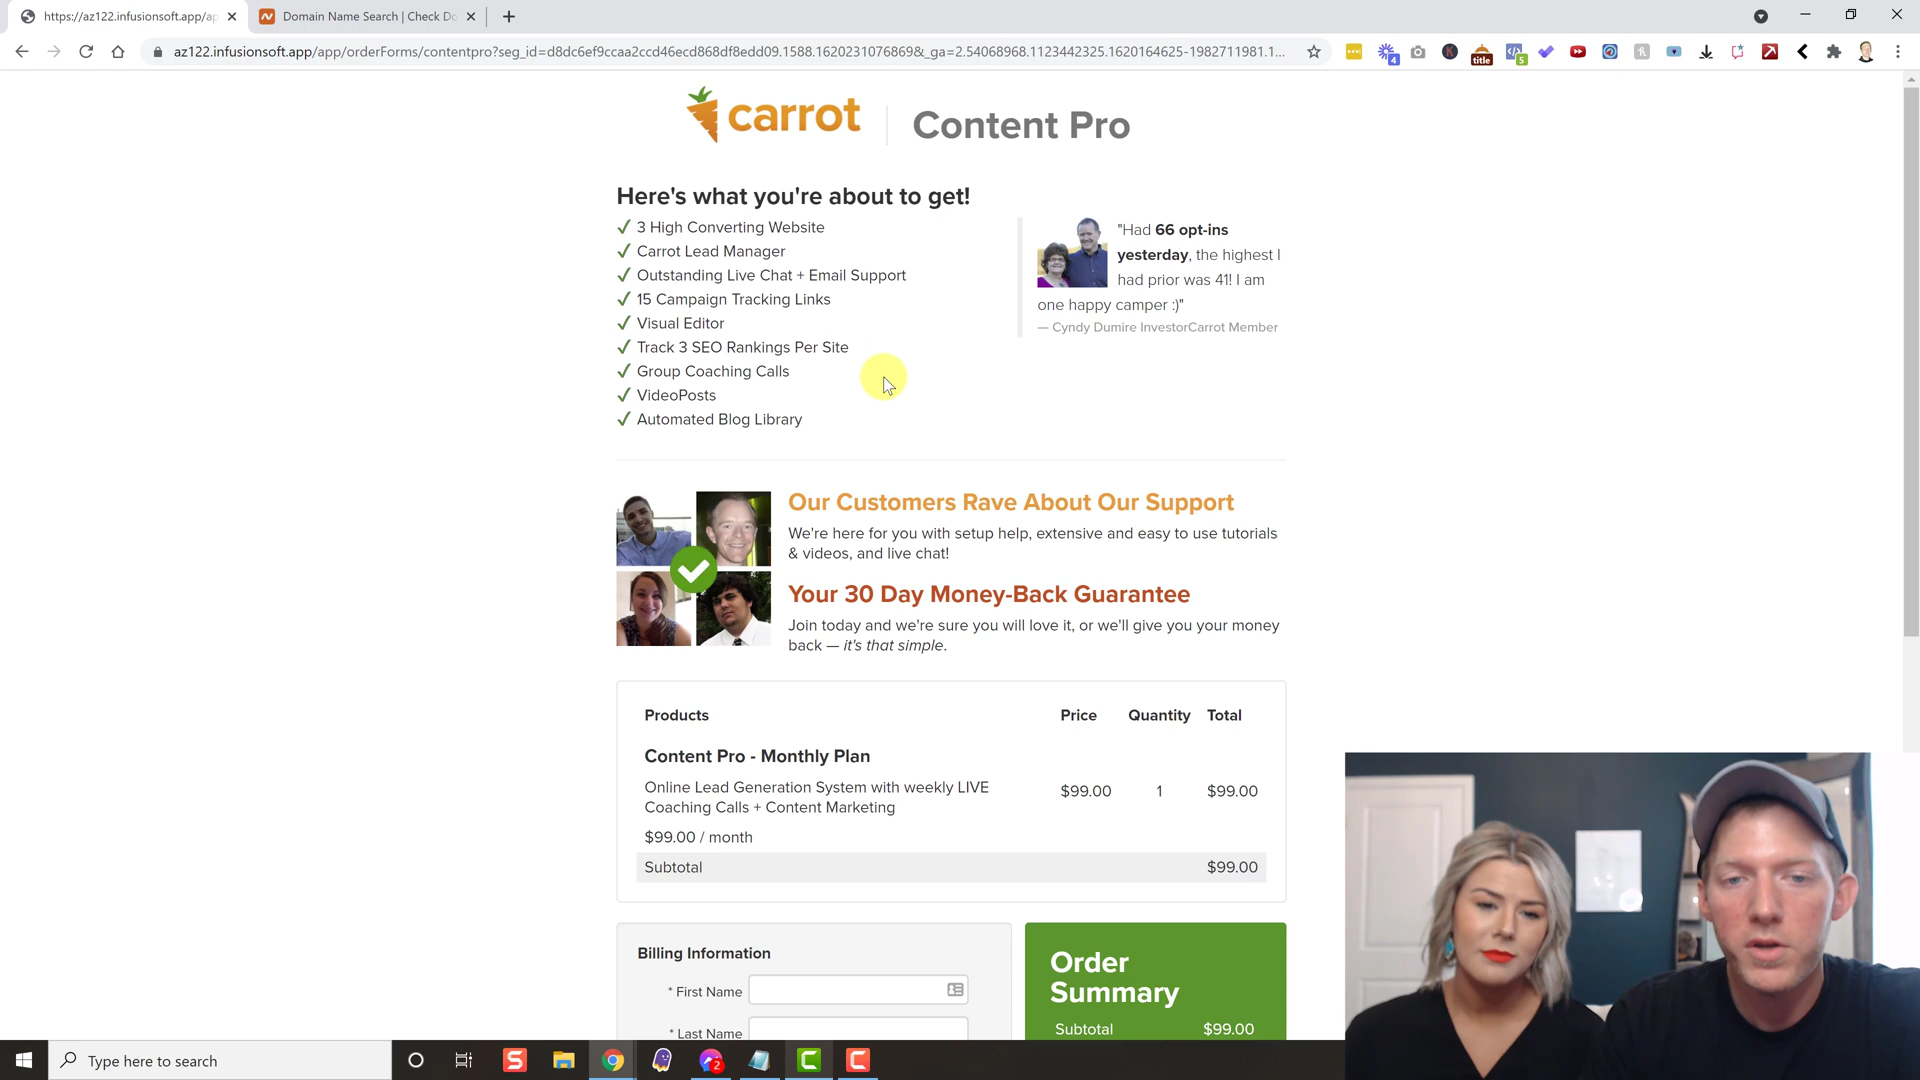 https://az122.infusionsoft.app/ap
Domain Name Search | Check Do
az122.infusionsoft.app/app/orderForms/contentpro?seg_id=d8dc6ef9ccaa2ccd46ecd868df8edd09.1588.1620231076869&_ga=2.54068968.1123442325.1620164625-1982711981.1...
4
title
5
carrot
Content Pro
Here's what you're about to get!
3 High Converting Website
Carrot Lead Manager
Outstanding Live Chat + Email Support
15 Campaign Tracking Links
Visual Editor
Track 3 SEO Rankings Per Site
Group Coaching Calls
VideoPosts
Automated Blog Library
"Had 66 opt-ins
yesterday, the highest I
had prior was 41! I am
one happy camper :)"
— Cyndy Dumire InvestorCarrot Member
Our Customers Rave About Our Support
We're here for you with setup help, extensive and easy to use tutorials
& videos, and live chat!
Your 30 Day Money-Back Guarantee
Join today and we're sure you will love it, or we'll give you your money
back — it's that simple.
Products Price Quantity Total
Content Pro - Monthly Plan
Online Lead Generation System with weekly LIVE
Coaching Calls + Content Marketing
$99.00 1 $99.00
$99.00 / month
Subtotal $99.00
Billing Information
* First Name
* Last Name
Order
Summary
Subtotal $99.00
Type here to search
2